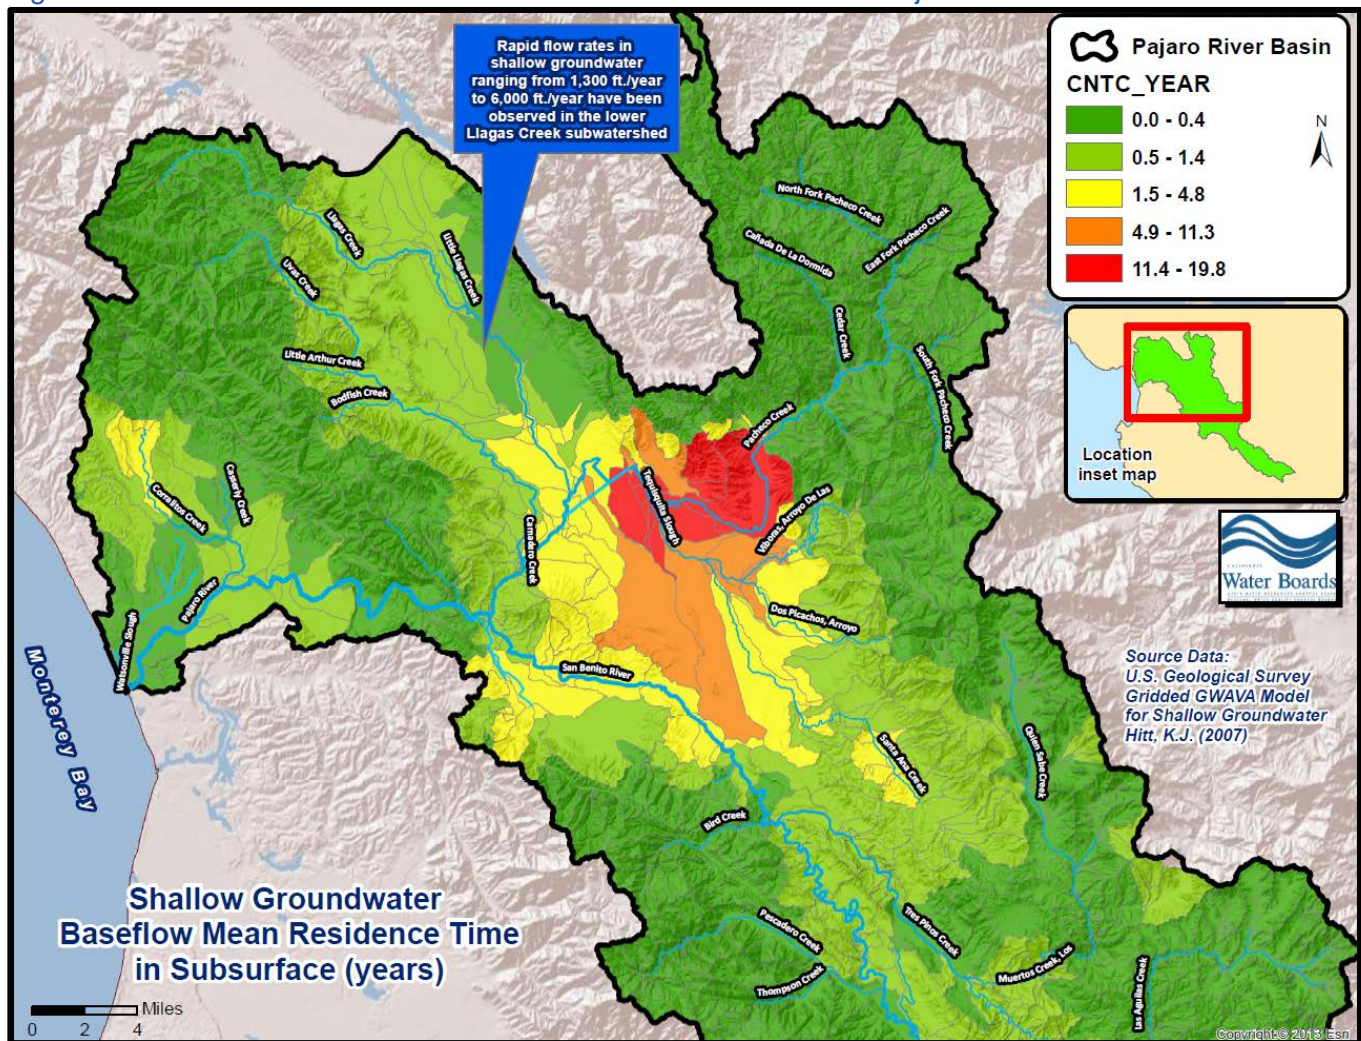 Rapid flow rates in
shallow groundwater
ranging from 1,300 ft./year
to 6,000 ft./year have been
observed in the lower
Llagas Creek subwatershed
Pajaro River Basin
CNTC_YEAR
0.0 - 0.4
0.5 - 1.4
1.5 - 4.8
4.9 - 11.3
11.4 - 19.8
N
Location
inset map
CALIFORNIA
Water Boards
Source Data:
U.S. Geological Survey
Gridded GWAVA Model
for Shallow Groundwater
Hitt, K.J. (2007)
North Fork Pacheco Creek
East Fork Pacheco Creek
Cañada De La Dormida
Cedar Creek
South Fork Pacheco Creek
Pacheco Creek
Llagas Creek
Little Llagas Creek
Uvas Creek
Little Arthur Creek
Bodfish Creek
Casserly Creek
Corralitos Creek
Carnadero Creek
Tequisquita Slough
Viboras, Arroyo De Las
Dos Picachos, Arroyo
Pajaro River
Watsonville Slough
San Benito River
Santa Ana Creek
Quien Sabe Creek
Bird Creek
Tres Pinos Creek
Pescadero Creek
Thompson Creek
Muertos Creek, Los
Las Aguilas Creek
Monterey Bay
Shallow Groundwater
Baseflow Mean Residence Time
in Subsurface (years)
Miles
0 2 4
Copyright:© 2013 Esri